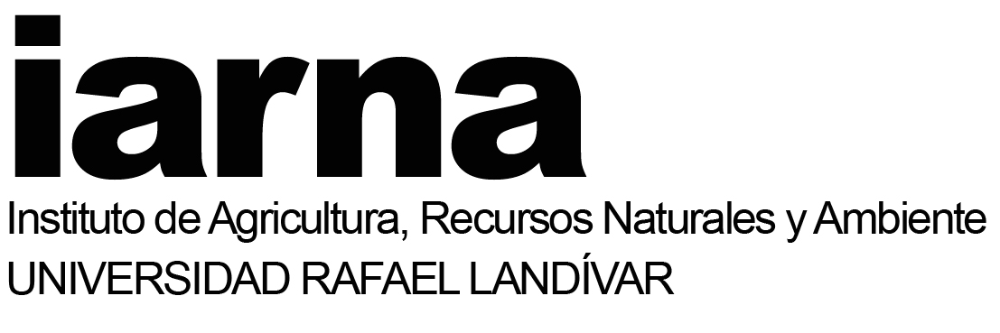 iarna
Instituto de Agricultura, Recursos Naturales y Ambiente
UNIVERSIDAD RAFAEL LANDÍVAR